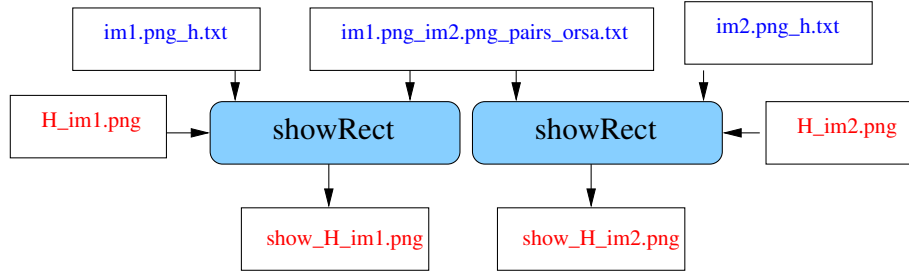 im1.png_h.txt
im1.png_im2.png_pairs_orsa.txt
im2.png_h.txt
H_im1.png
showRect
showRect
H_im2.png
show_H_im1.png
show_H_im2.png